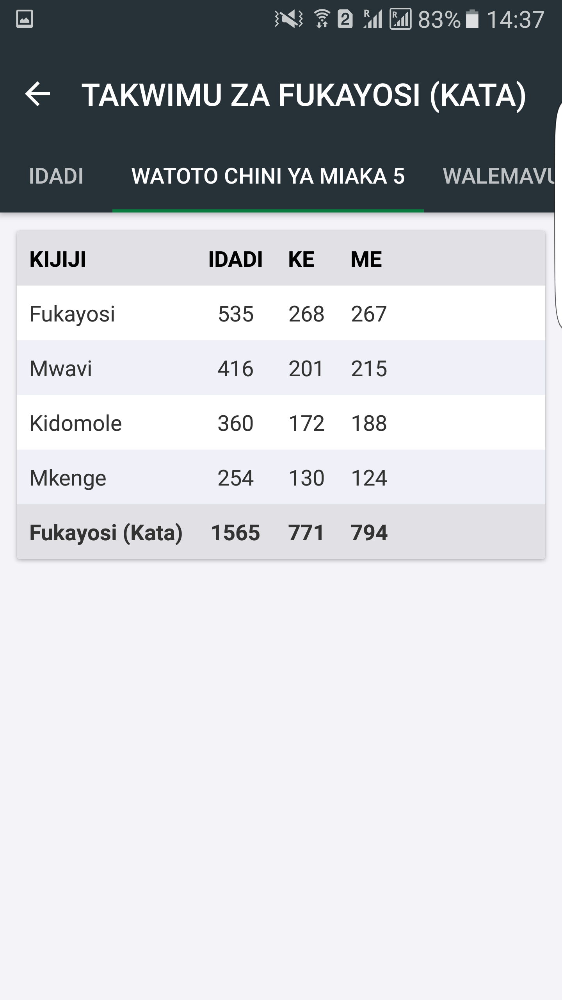 83% 14:37
TAKWIMU ZA FUKAYOSI (KATA)
IDADI WATOTO CHINI YA MIAKA 5 WALEMAVU
KIJIJI IDADI KE ME
Fukayosi 535 268 267
Mwavi 416 201 215
Kidomole 360 172 188
Mkenge 254 130 124
Fukayosi (Kata) 1565 771 794